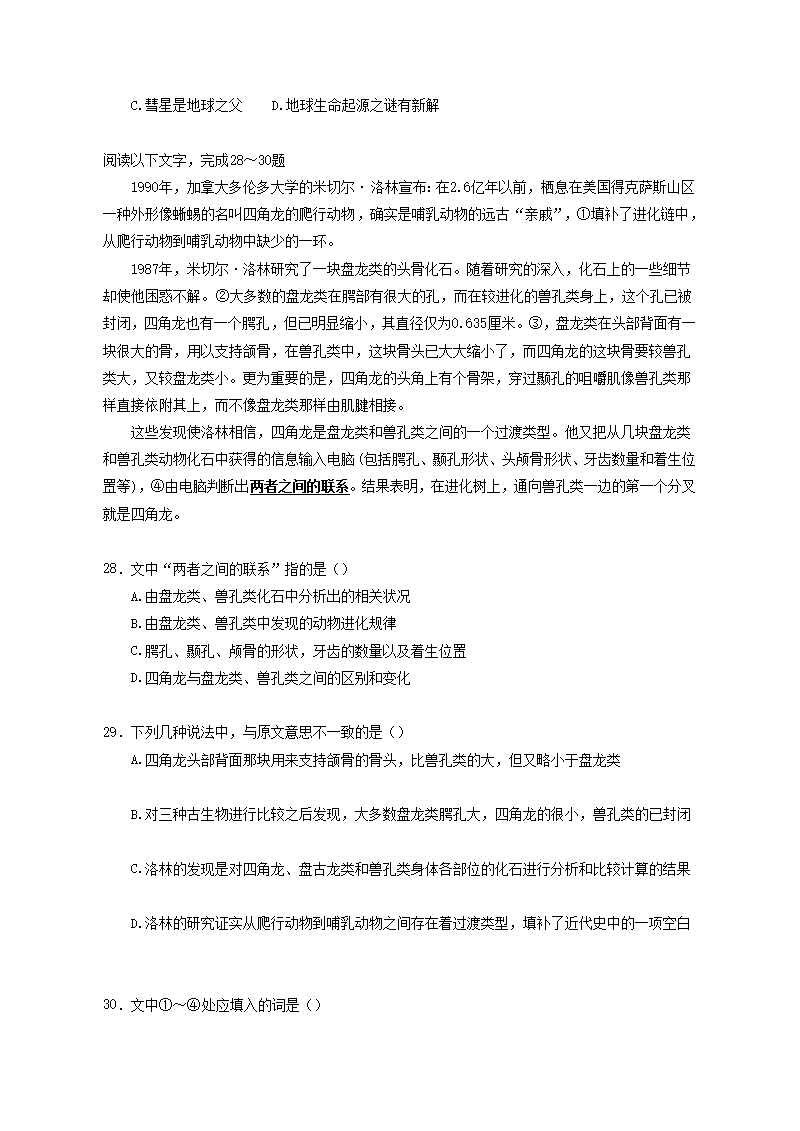 C.彗星是地球之父 D.地球生命起源之谜有新解
阅读以下文字，完成28～30题
1990年，加拿大多伦多大学的米切尔·洛林宣布：在2.6亿年以前，栖息在美国得克萨斯山区
一种外形像蜥蜴的名叫四角龙的爬行动物，确实是哺乳动物的远古“亲戚”，①填补了进化链中，
从爬行动物到哺乳动物中缺少的一环。
1987年，米切尔·洛林研究了一块盘龙类的头骨化石。随着研究的深入，化石上的一些细节
却使他困惑不解。②大多数的盘龙类在腭部有很大的孔，而在较进化的兽孔类身上，这个孔已被
封闭，四角龙也有一个腭孔，但已明显缩小，其直径仅为0.635厘米。③，盘龙类在头部背面有一
块很大的骨，用以支持颌骨，在兽孔类中，这块骨头已大大缩小了，而四角龙的这块骨要较兽孔
类大，又较盘龙类小。更为重要的是，四角龙的头角上有个骨架，穿过颞孔的咀嚼肌像兽孔类那
样直接依附其上，而不像盘龙类那样由肌腱相接。
这些发现使洛林相信，四角龙是盘龙类和兽孔类之间的一个过渡类型。他又把从几块盘龙类
和兽孔类动物化石中获得的信息输入电脑(包括腭孔、颞孔形状、头颅骨形状、牙齿数量和着生位
置等)，④由电脑判断出两者之间的联系。结果表明，在进化树上，通向兽孔类一边的第一个分叉
就是四角龙。
28．文中“两者之间的联系”指的是()
A.由盘龙类、兽孔类化石中分析出的相关状况
B.由盘龙类、兽孔类中发现的动物进化规律
C.腭孔、颞孔、颅骨的形状，牙齿的数量以及着生位置
D.四角龙与盘龙类、兽孔类之间的区别和变化
29．下列几种说法中，与原文意思不一致的是()
A.四角龙头部背面那块用来支持颌骨的骨头，比兽孔类的大，但又略小于盘龙类
B.对三种古生物进行比较之后发现，大多数盘龙类腭孔大，四角龙的很小，兽孔类的已封闭
C.洛林的发现是对四角龙、盘古龙类和兽孔类身体各部位的化石进行分析和比较计算的结果
D.洛林的研究证实从爬行动物到哺乳动物之间存在着过渡类型，填补了近代史中的一项空白
30．文中①～④处应填入的词是()